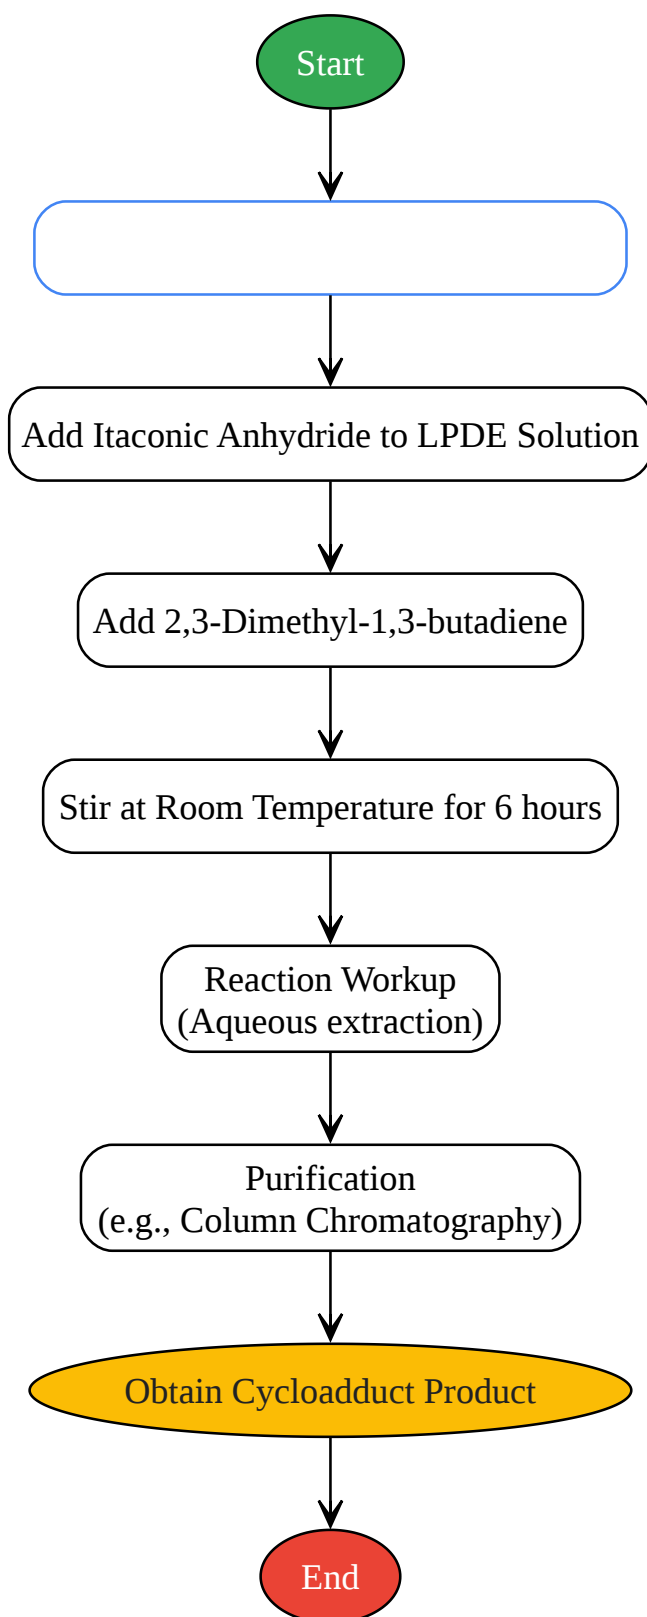 Start
Add Itaconic Anhydride to LPDE Solution
Add 2,3-Dimethyl-1,3-butadiene
Stir at Room Temperature for 6 hours
Reaction Workup
(Aqueous extraction)
Purification
(e.g., Column Chromatography)
Obtain Cycloadduct Product
End